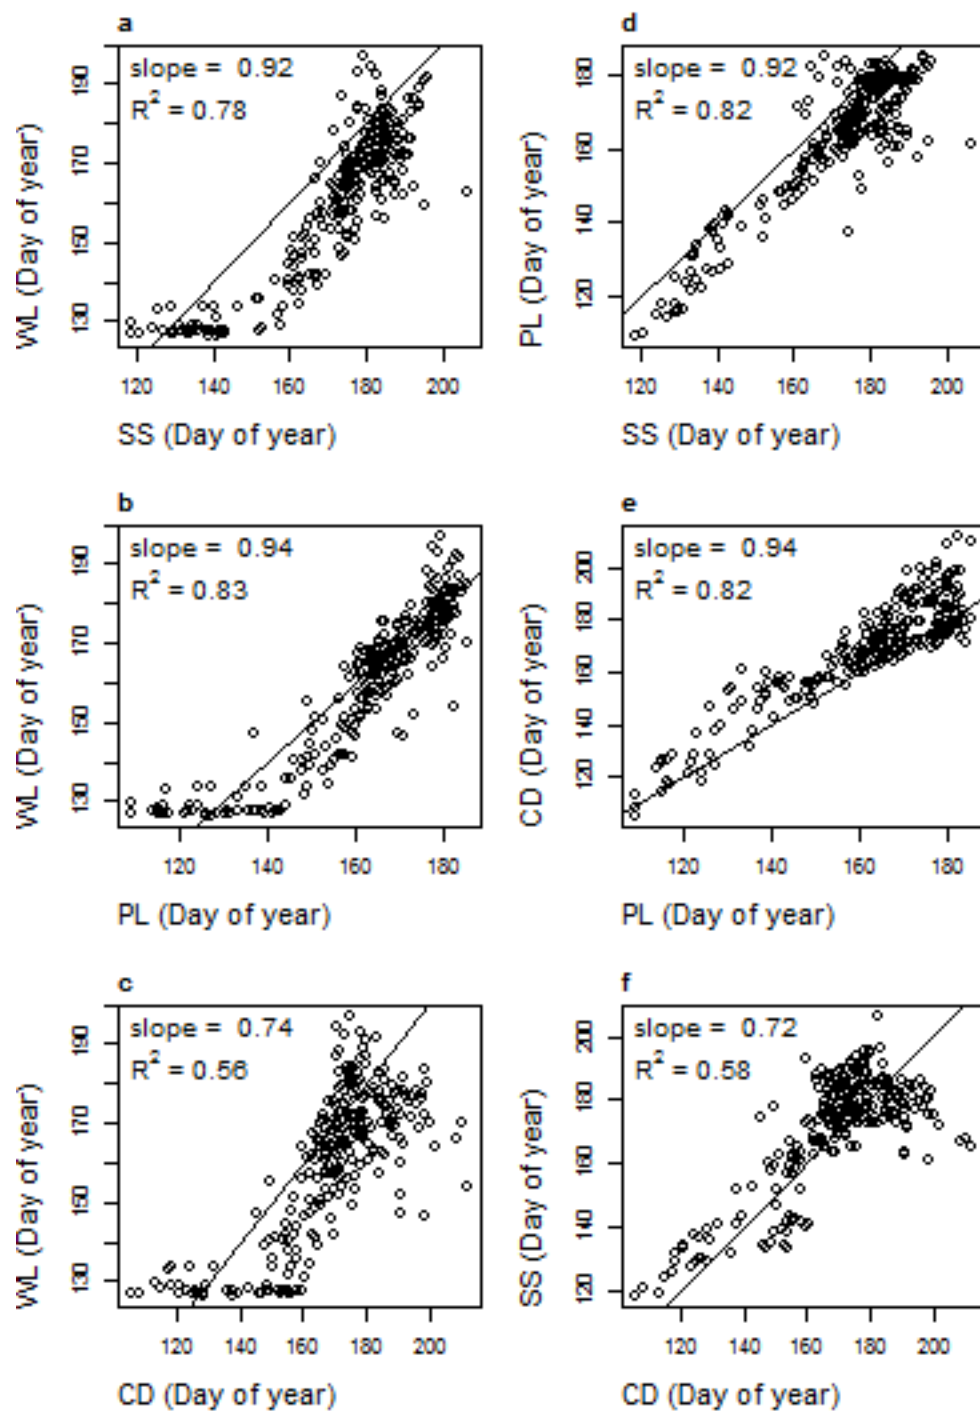 a
slope = 0.92
R² = 0.78
130 150 170 190
WL (Day of year)
120 140 160 180 200
SS (Day of year)
d
slope = 0.92
R² = 0.82
120 140 160 180
PL (Day of year)
120 140 160 180 200
SS (Day of year)
b
slope = 0.94
R² = 0.83
130 150 170 190
WL (Day of year)
120 140 160 180
PL (Day of year)
e
slope = 0.94
R² = 0.82
120 140 160 180 200
CD (Day of year)
120 140 160 180
PL (Day of year)
c
slope = 0.74
R² = 0.56
130 150 170 190
WL (Day of year)
120 140 160 180 200
CD (Day of year)
f
slope = 0.72
R² = 0.58
120 140 160 180 200
SS (Day of year)
120 140 160 180 200
CD (Day of year)